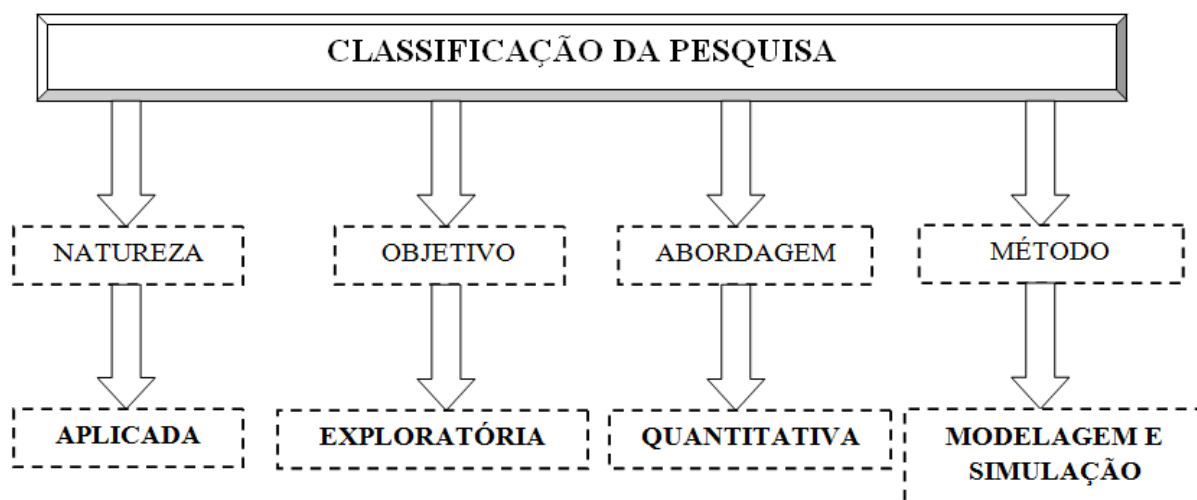 CLASSIFICAÇÃO DA PESQUISA
NATUREZA
OBJETIVO
ABORDAGEM
MÉTODO
APLICADA
EXPLORATÓRIA
QUANTITATIVA
MODELAGEM E
SIMULAÇÃO